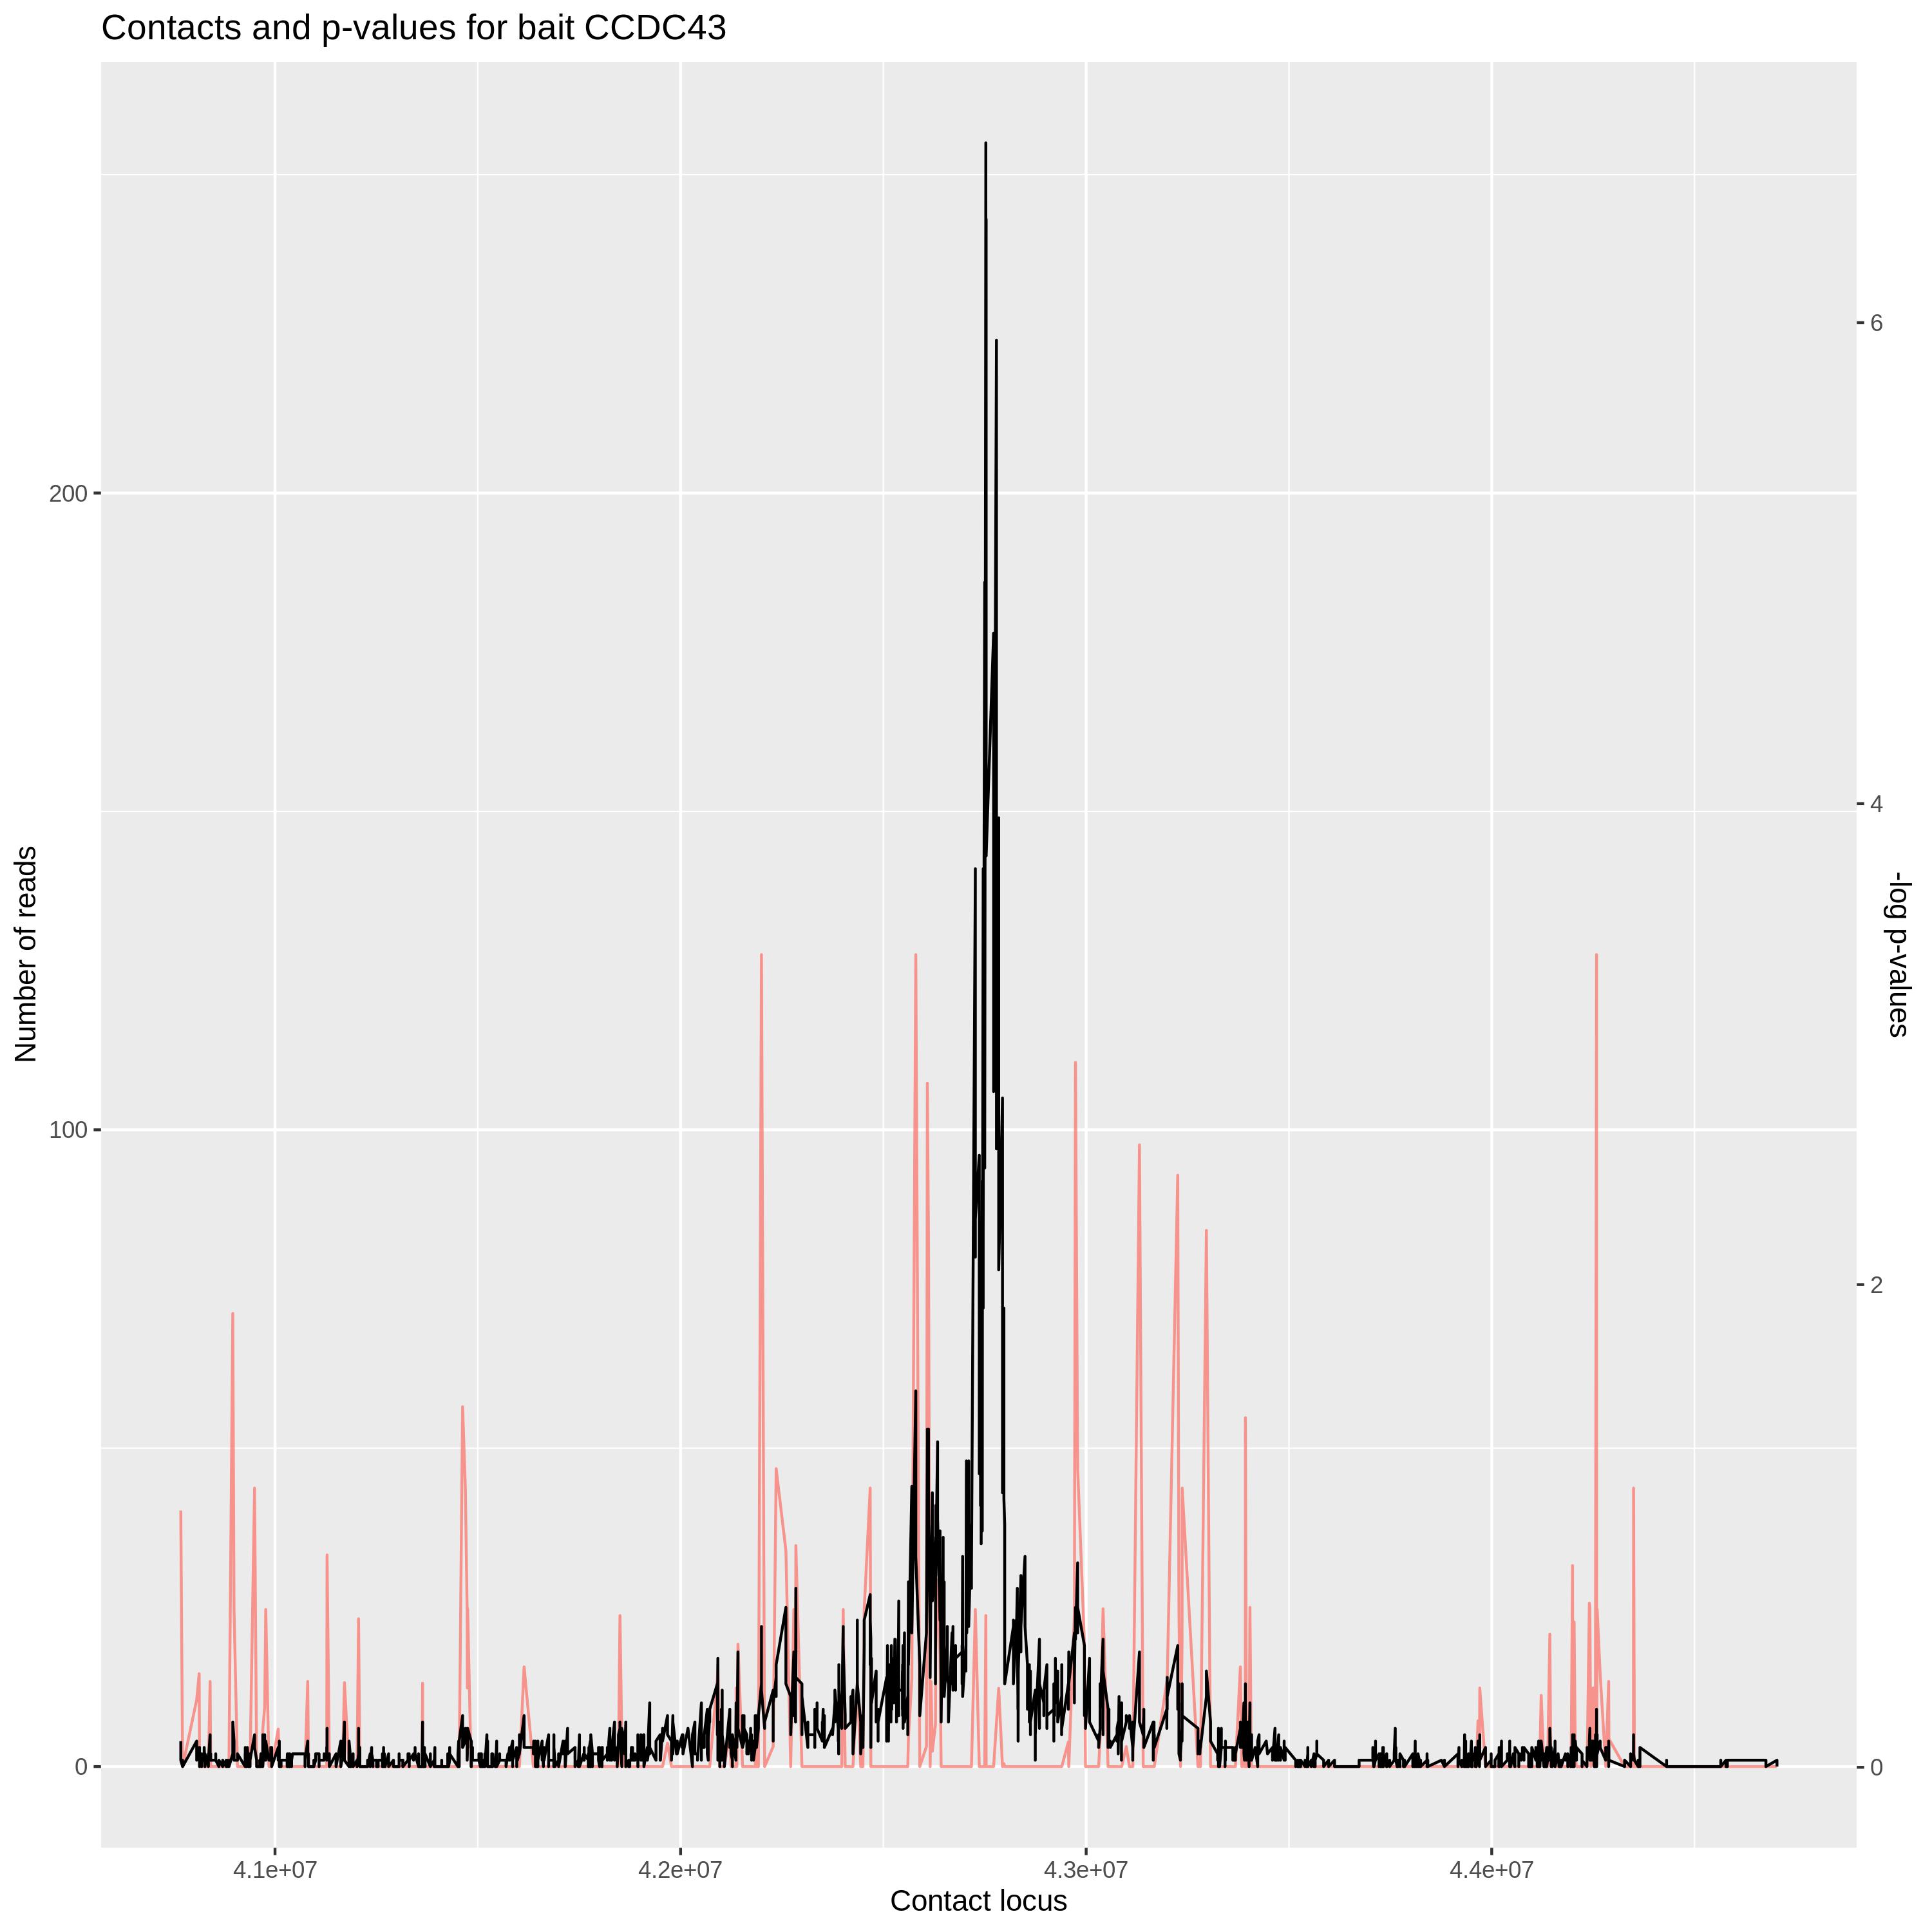 Contacts and p-values for bait CCDC43
Number of reads
200
100
0
6
4
2
0
-log p-values
4.1e+07 4.2e+07 4.3e+07 4.4e+07
Contact locus